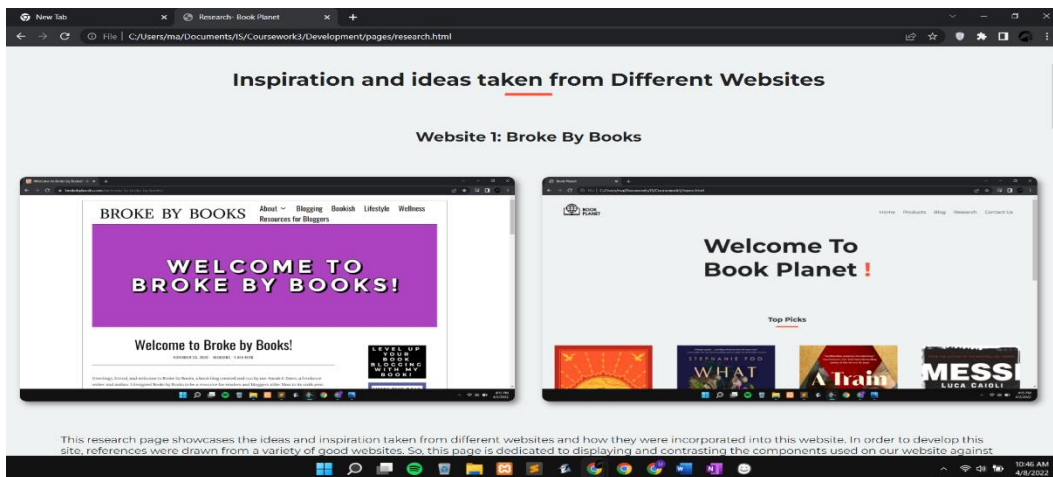 New Tab
Research- Book Planet
File | C:/Users/ma/Documents/IS/Coursework3/Development/pages/research.html
Inspiration and ideas taken from Different Websites
Website 1: Broke By Books
BROKE BY BOOKS
About Blogging Bookish Lifestyle Wellness
Resources for Bloggers
WELCOME TO
BROKE BY BOOKS!
Welcome to Broke by Books!
LEVEL UP
YOUR
BOOK
BLOGGING
WITH MY
BOOK!
BOOK
PLANET
Home Products Blog Research Contact Us
Welcome To
Book Planet !
Top Picks
STEPHANIE FOO
WHAT
A Train
MESSI
LUCA CAIOLI
This research page showcases the ideas and inspiration taken from different websites and how they were incorporated into this website. In order to develop this
site, references were drawn from a variety of good websites. So, this page is dedicated to displaying and contrasting the components used on our website against
10:46 AM
4/8/2022